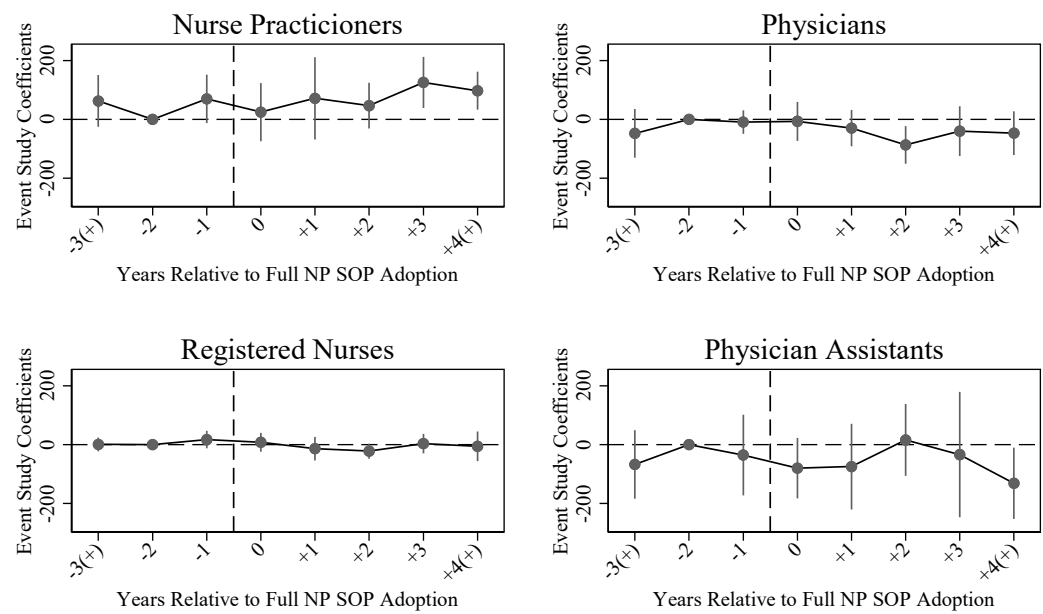 Nurse Practicioners
Event Study Coefficients
200
0
-200
-3(+) -2 -1 0 +1 +2 +3 +4(+)
Years Relative to Full NP SOP Adoption
Physicians
Event Study Coefficients
200
0
-200
-3(+) -2 -1 0 +1 +2 +3 +4(+)
Years Relative to Full NP SOP Adoption
Registered Nurses
Event Study Coefficients
200
0
-200
-3(+) -2 -1 0 +1 +2 +3 +4(+)
Years Relative to Full NP SOP Adoption
Physician Assistants
Event Study Coefficients
200
0
-200
-3(+) -2 -1 0 +1 +2 +3 +4(+)
Years Relative to Full NP SOP Adoption